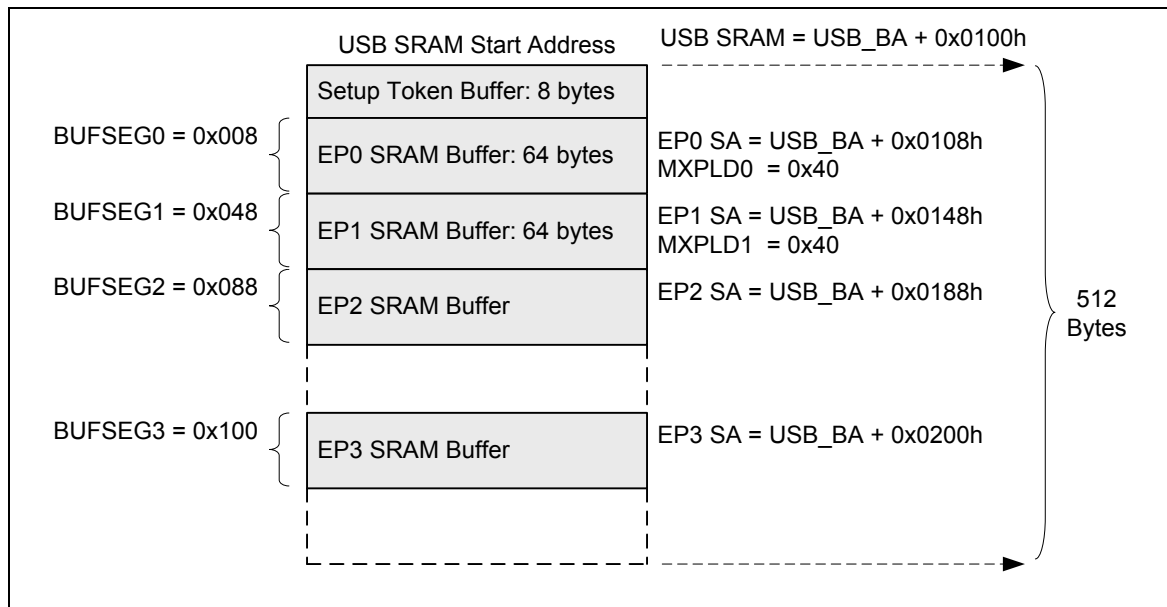 USB SRAM Start Address
USB SRAM = USB_BA + 0x0100h
Setup Token Buffer: 8 bytes
BUFSEG0 = 0x008
EP0 SRAM Buffer: 64 bytes
EP0 SA = USB_BA + 0x0108h
MXPLD0 = 0x40
BUFSEG1 = 0x048
EP1 SRAM Buffer: 64 bytes
EP1 SA = USB_BA + 0x0148h
MXPLD1 = 0x40
BUFSEG2 = 0x088
EP2 SRAM Buffer
EP2 SA = USB_BA + 0x0188h
512
Bytes
BUFSEG3 = 0x100
EP3 SRAM Buffer
EP3 SA = USB_BA + 0x0200h